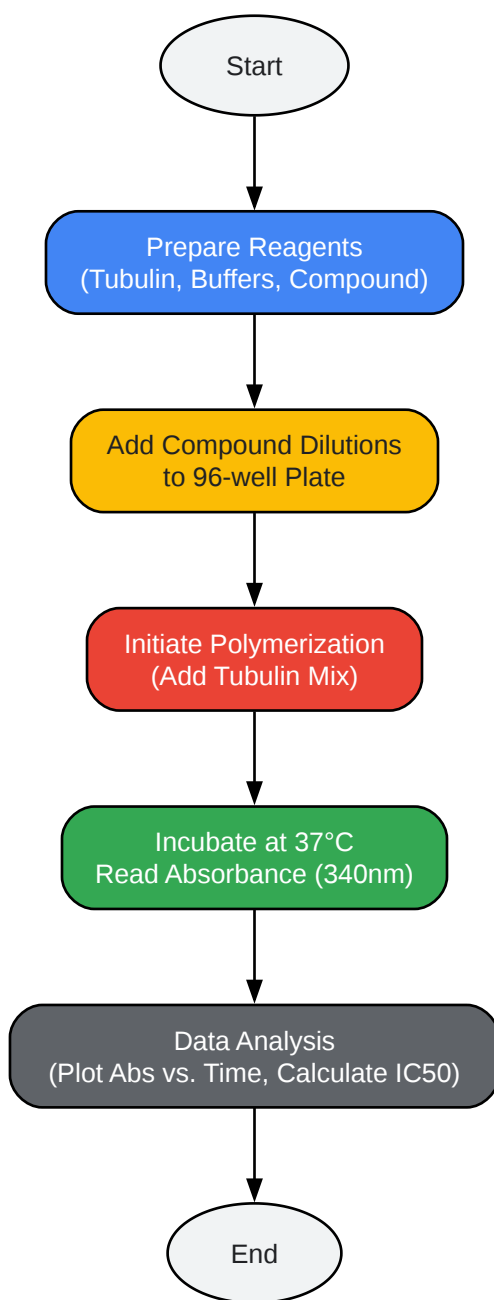 Start
Prepare Reagents
(Tubulin, Buffers, Compound)
Add Compound Dilutions
to 96-well Plate
Initiate Polymerization
(Add Tubulin Mix)
Incubate at 37°C
Read Absorbance (340nm)
Data Analysis
(Plot Abs vs. Time, Calculate IC50)
End